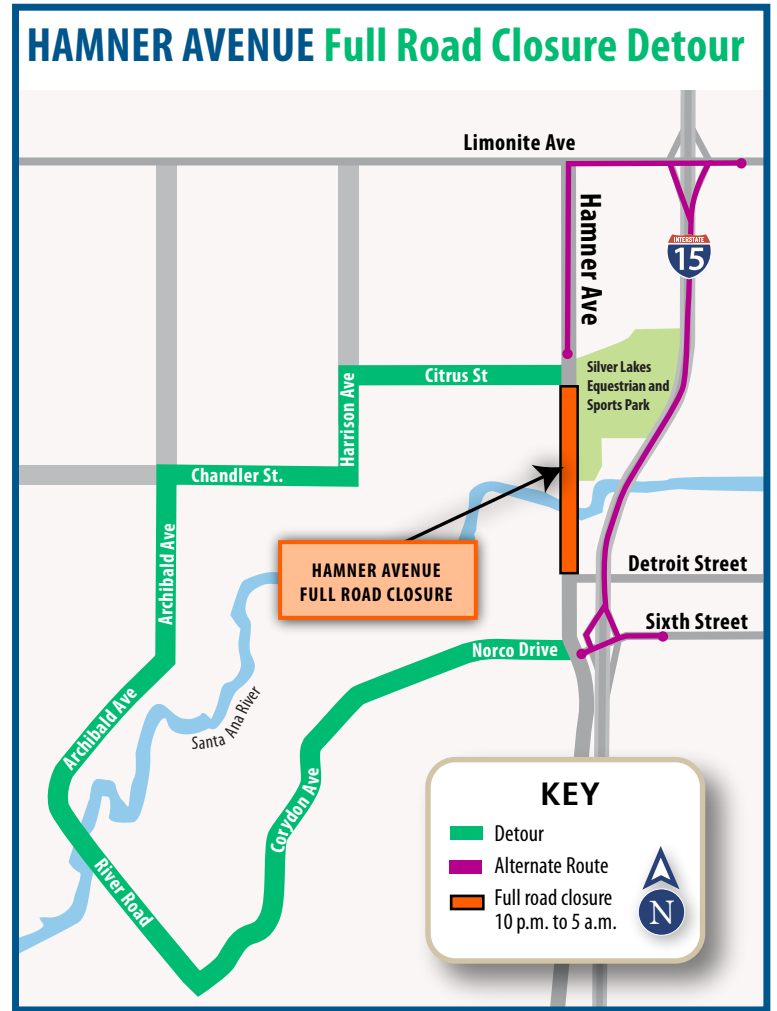 HAMNER AVENUE Full Road Closure Detour
Limonite Ave
Hamner Ave
INTERSTATE
15
Silver Lakes
Equestrian and
Sports Park
Citrus St
Harrison Ave
Chandler St.
Archibald Ave
HAMNER AVENUE
FULL ROAD CLOSURE
Detroit Street
Sixth Street
Norco Drive
Archibald Ave
Santa Ana River
Corydon Ave
River Road
KEY
Detour
Alternate Route
Full road closure
10 p.m. to 5 a.m.
N